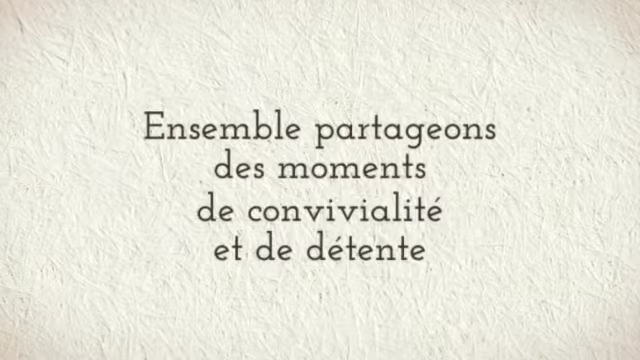 Ensemble partageons
des moments
de convivialité
et de détente